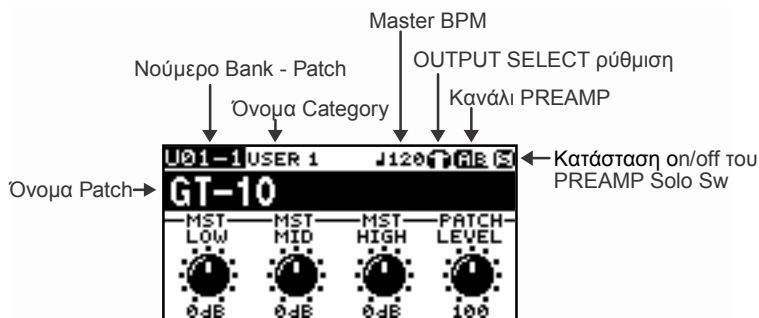 Master BPM
Νούμερο Bank - Patch
OUTPUT SELECT ρύθμιση
Όνομα Category
Κανάλι PREAMP
U01-1 USER 1 ♩120 A B S
Κατάσταση on/off του
PREAMP Solo Sw
Όνομα Patch
GT-10
MST LOW MST MID MST HIGH PATCH LEVEL
0dB 0dB 0dB 100